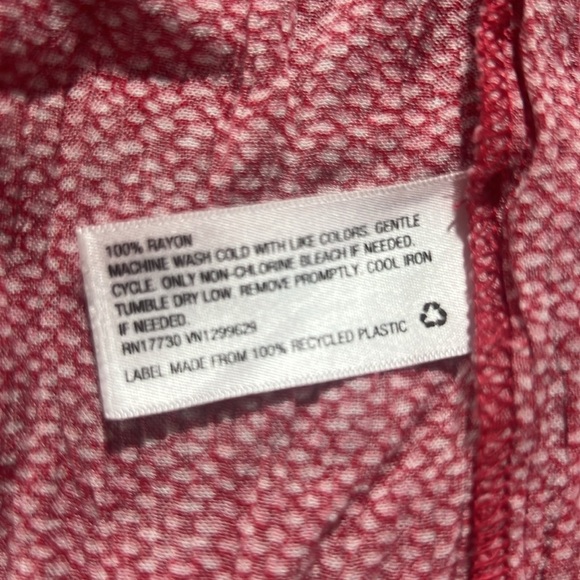 100% RAYON
MACHINE WASH COLD WITH LIKE COLORS. GENTLE
CYCLE. ONLY NON-CHLORINE BLEACH IF NEEDED.
TUMBLE DRY LOW. REMOVE PROMPTLY. COOL IRON
IF NEEDED.
RN17730 VN1299629
LABEL MADE FROM 100% RECYCLED PLASTIC